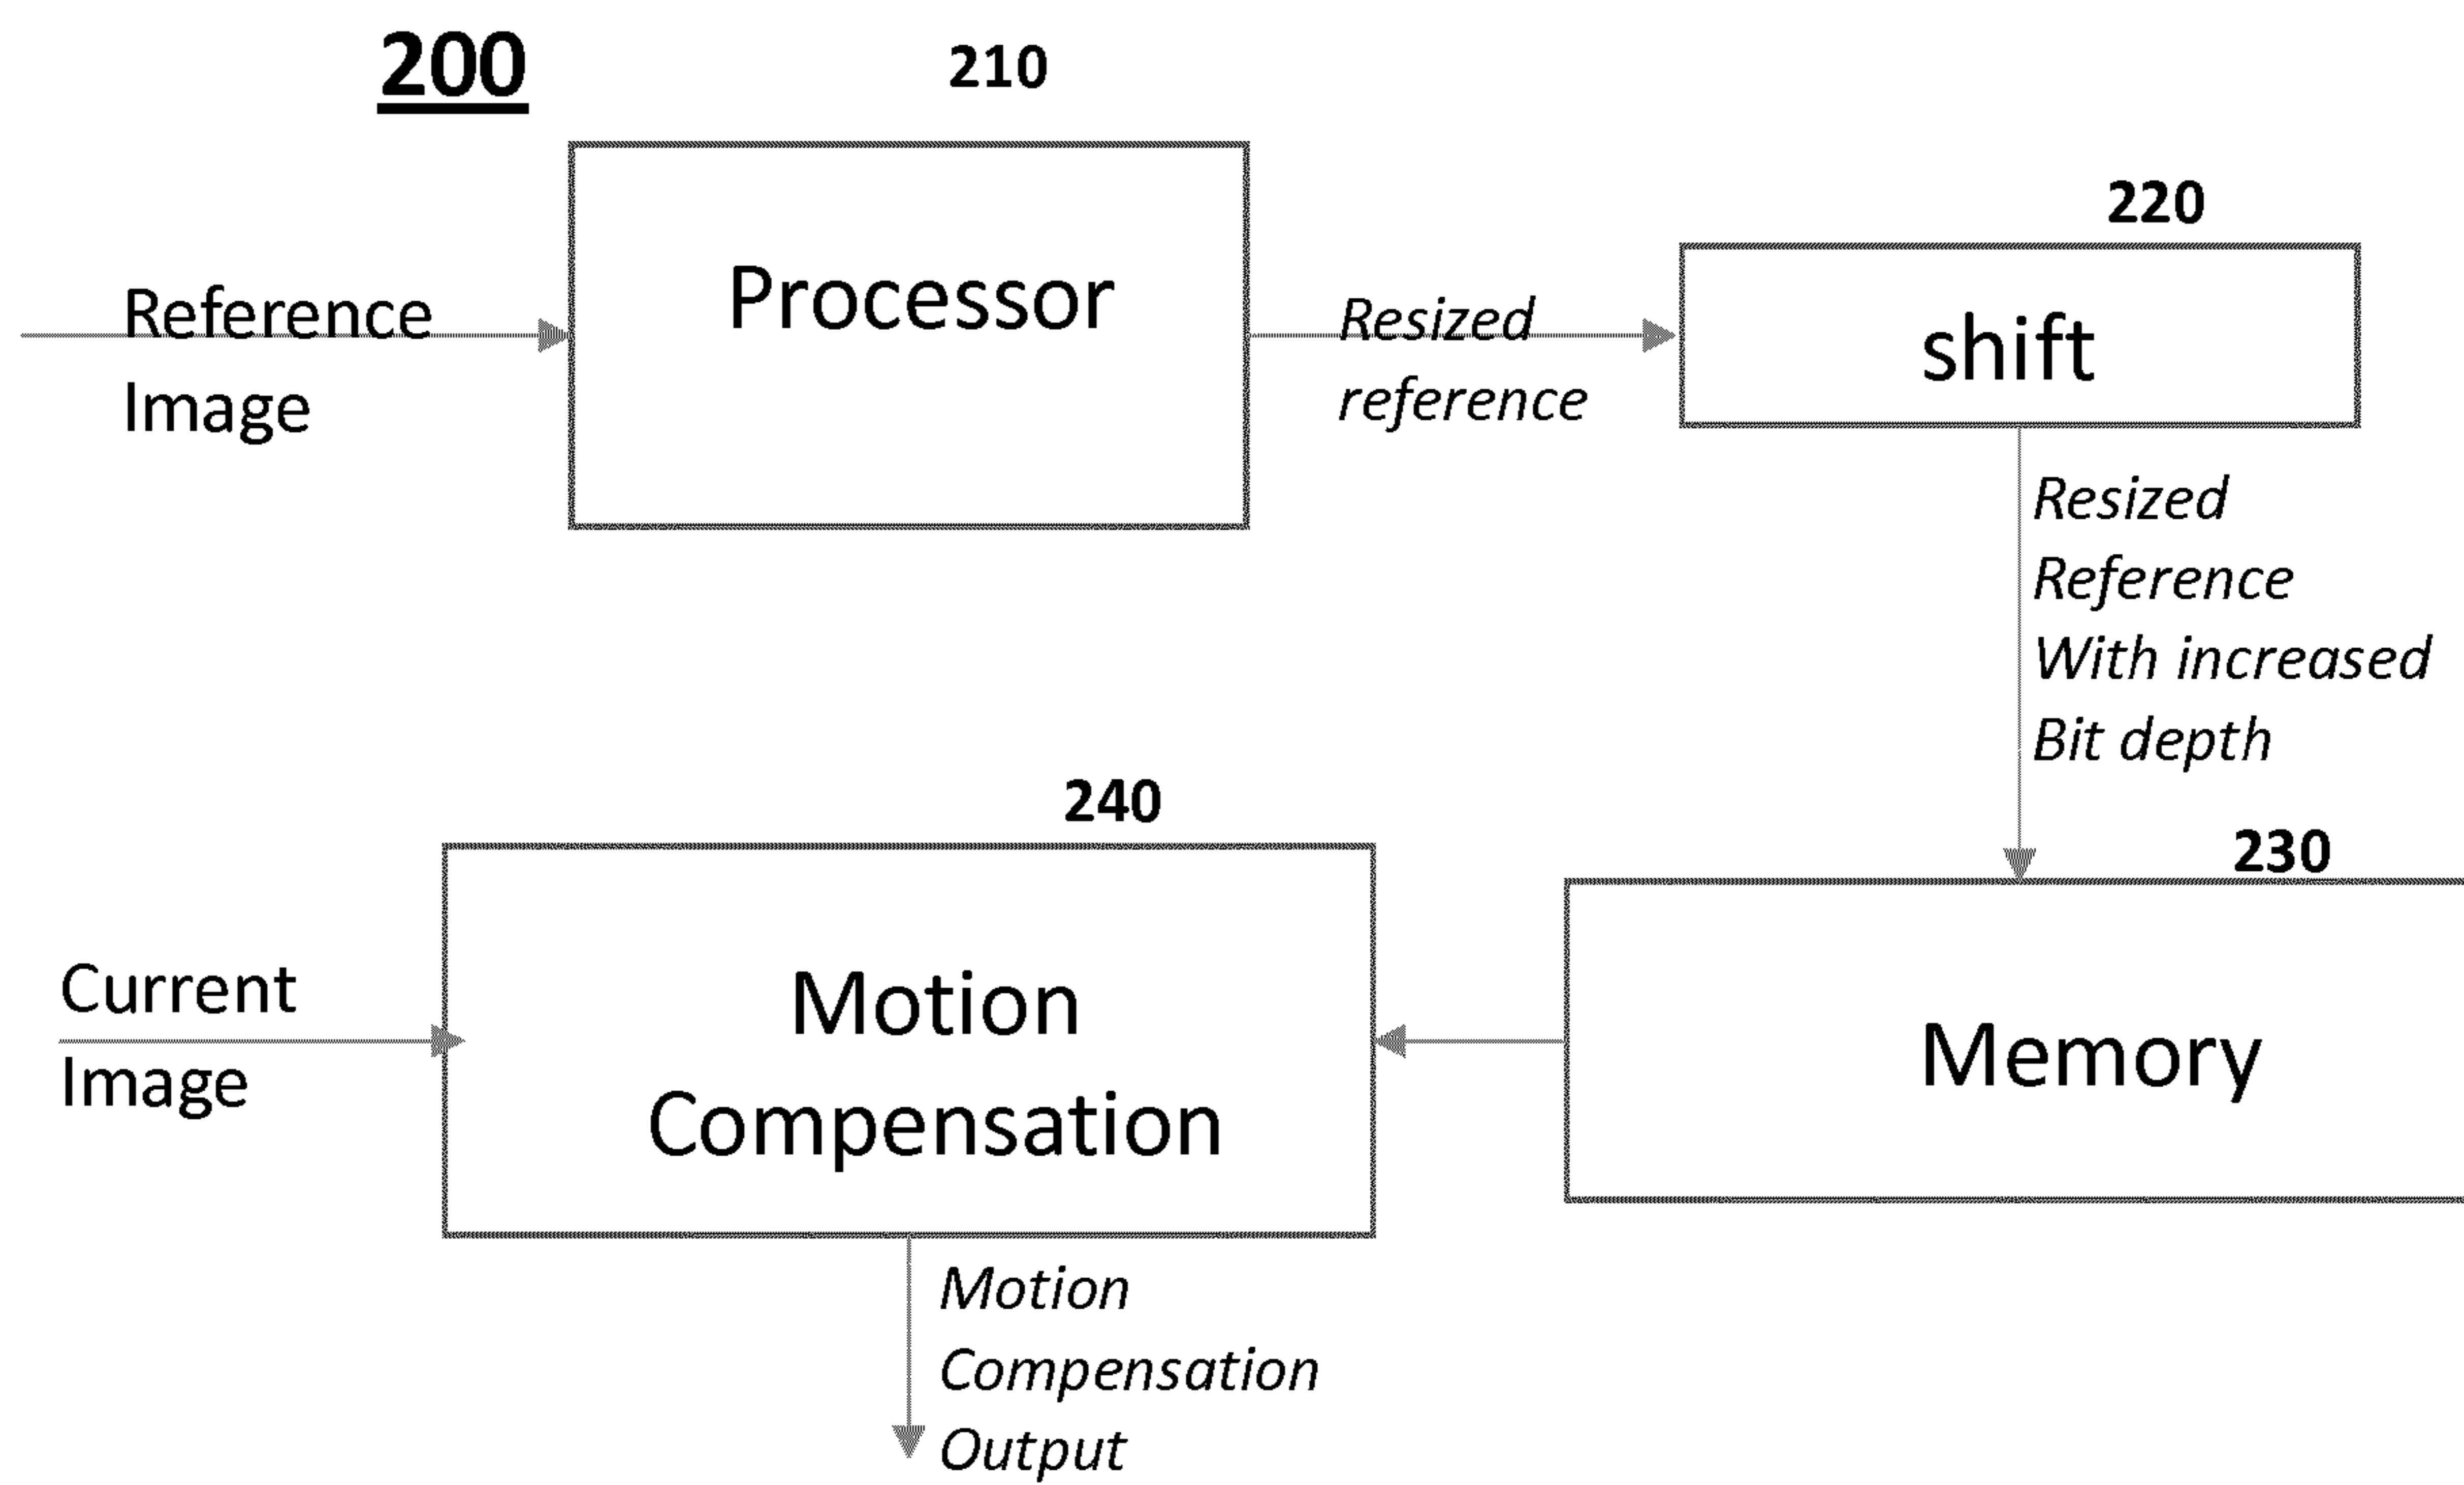 200
210
Processor
Reference
Image
Resized
reference
220
shift
Resized
Reference
With increased
Bit depth
240
230
Current
Image
Motion
Compensation
Memory
Motion
Compensation
Output